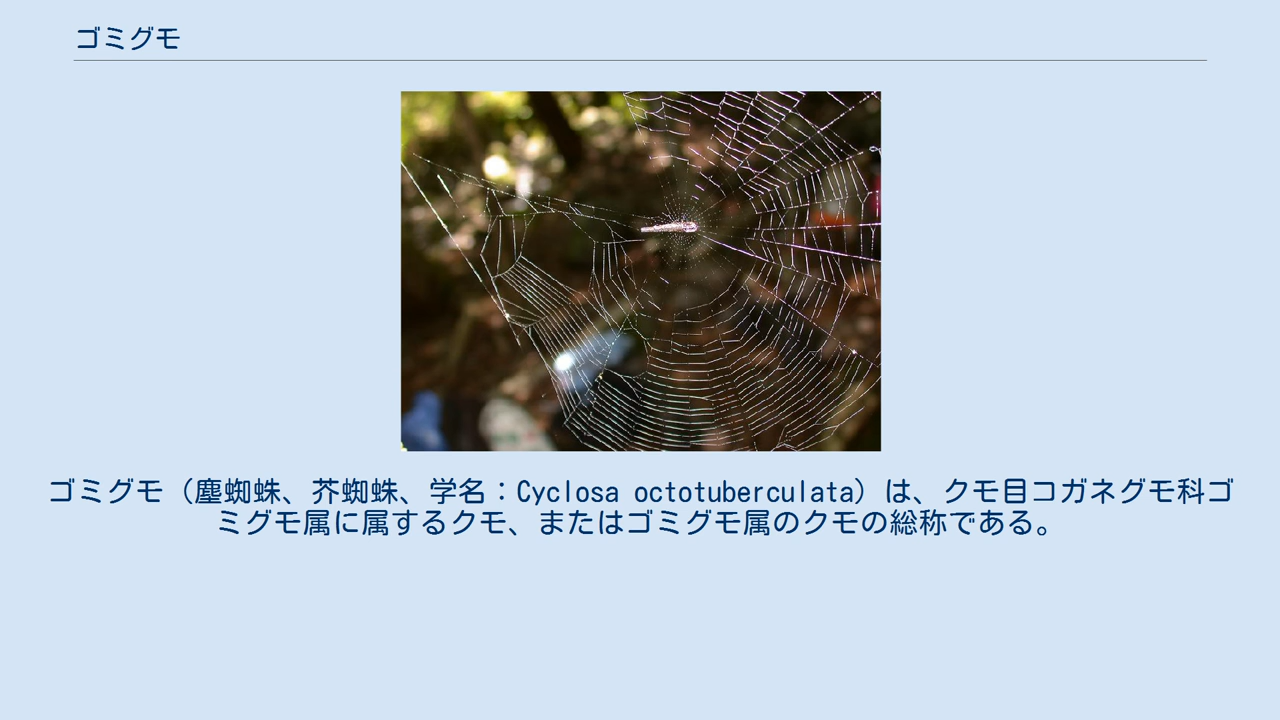 ゴミグモ
ゴミグモ（塵蜘蛛、芥蜘蛛、学名：Cyclosa octotuberculata）は、クモ目コガネグモ科ゴ
ミグモ属に属するクモ、またはゴミグモ属のクモの総称である。